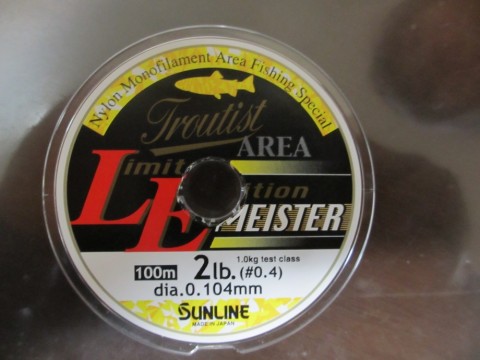 Nylon Monofilament Area Fishing Special
Troutist
AREA
LE
MEISTER
1.0kg test class
100m 2lb. (#0.4)
dia.0.104mm
SUNLINE
MADE IN JAPAN